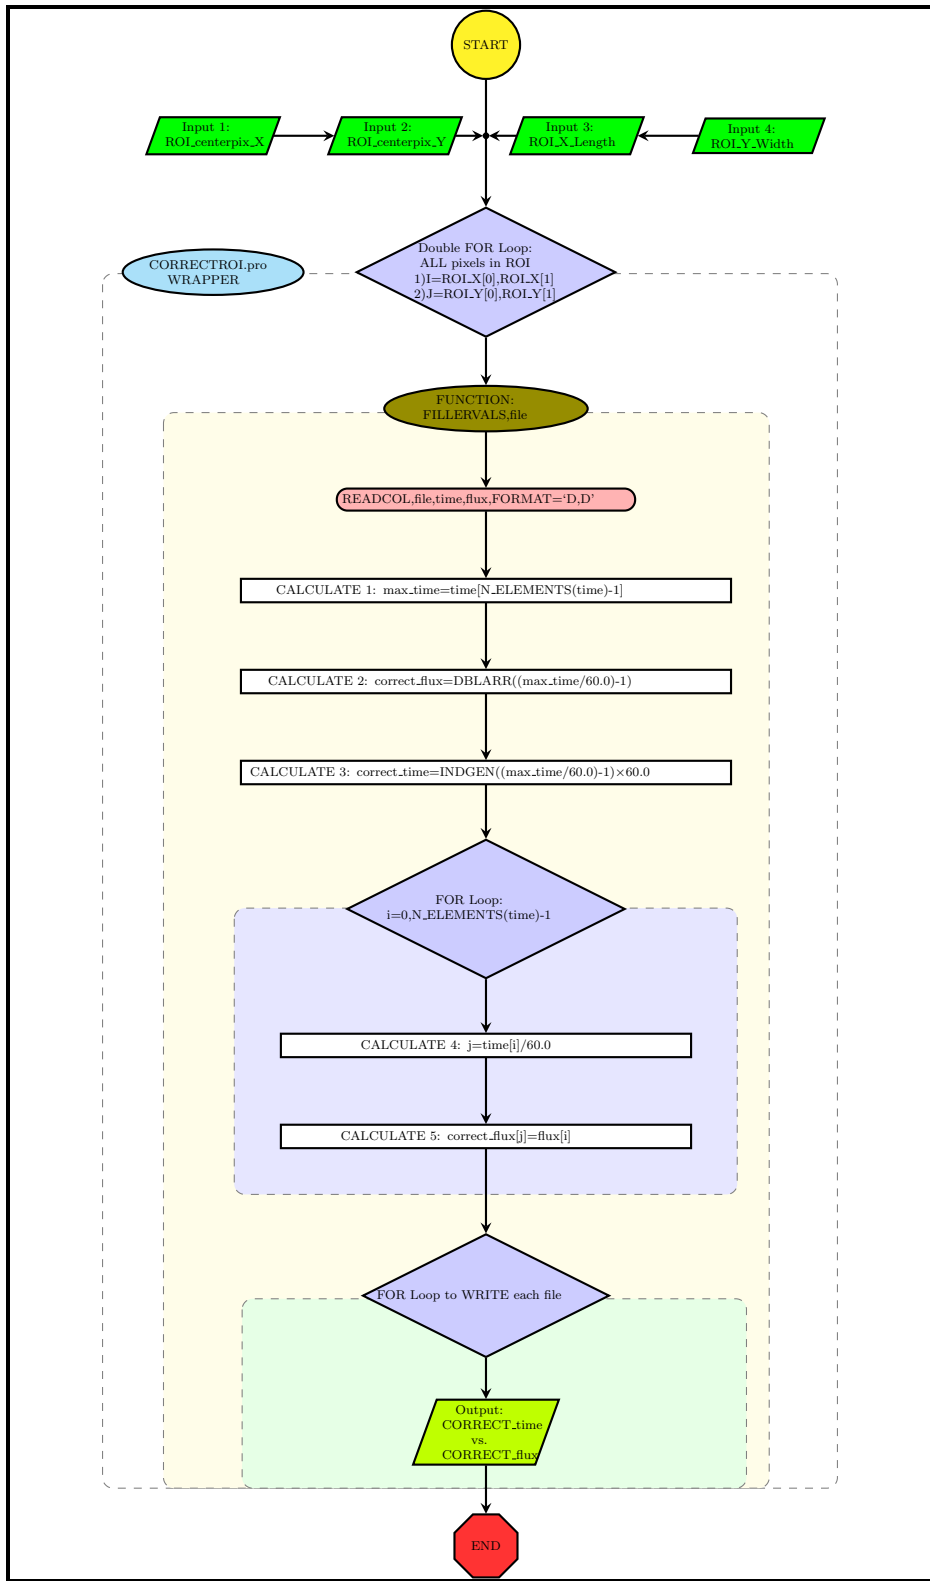 START
Input 1:
ROI_centerpix_X
Input 2:
ROI_centerpix_Y
Input 3:
ROI_X_Length
Input 4:
ROI_Y_Width
CORRECTROI.pro
WRAPPER
Double FOR Loop:
ALL pixels in ROI
1)I=ROI_X[0],ROI_X[1]
2)J=ROI_Y[0],ROI_Y[1]
FUNCTION:
FILLERVALS,file
READCOL,file,time,flux,FORMAT=‘D,D’
CALCULATE 1: max_time=time[N_ELEMENTS(time)-1]
CALCULATE 2: correct_flux=DBLARR((max_time/60.0)-1)
CALCULATE 3: correct_time=INDGEN((max_time/60.0)-1)×60.0
FOR Loop:
i=0,N_ELEMENTS(time)-1
CALCULATE 4: j=time[i]/60.0
CALCULATE 5: correct_flux[j]=flux[i]
FOR Loop to WRITE each file
Output:
CORRECT_time
vs.
CORRECT_flux
END